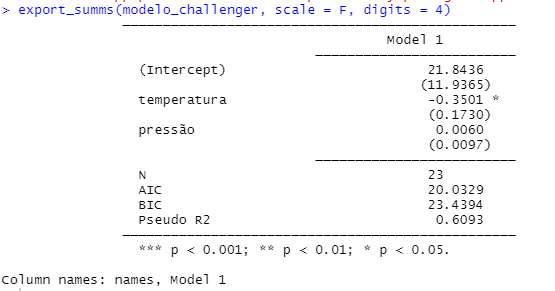 > export_summs(modelo_challenger, scale = F, digits = 4)
Model 1
(Intercept) 21.8436
(11.9365)
temperatura -0.3501 *
(0.1730)
pressão 0.0060
(0.0097)
N 23
AIC 20.0329
BIC 23.4394
Pseudo R2 0.6093
*** p < 0.001; ** p < 0.01; * p < 0.05.
Column names: names, Model 1